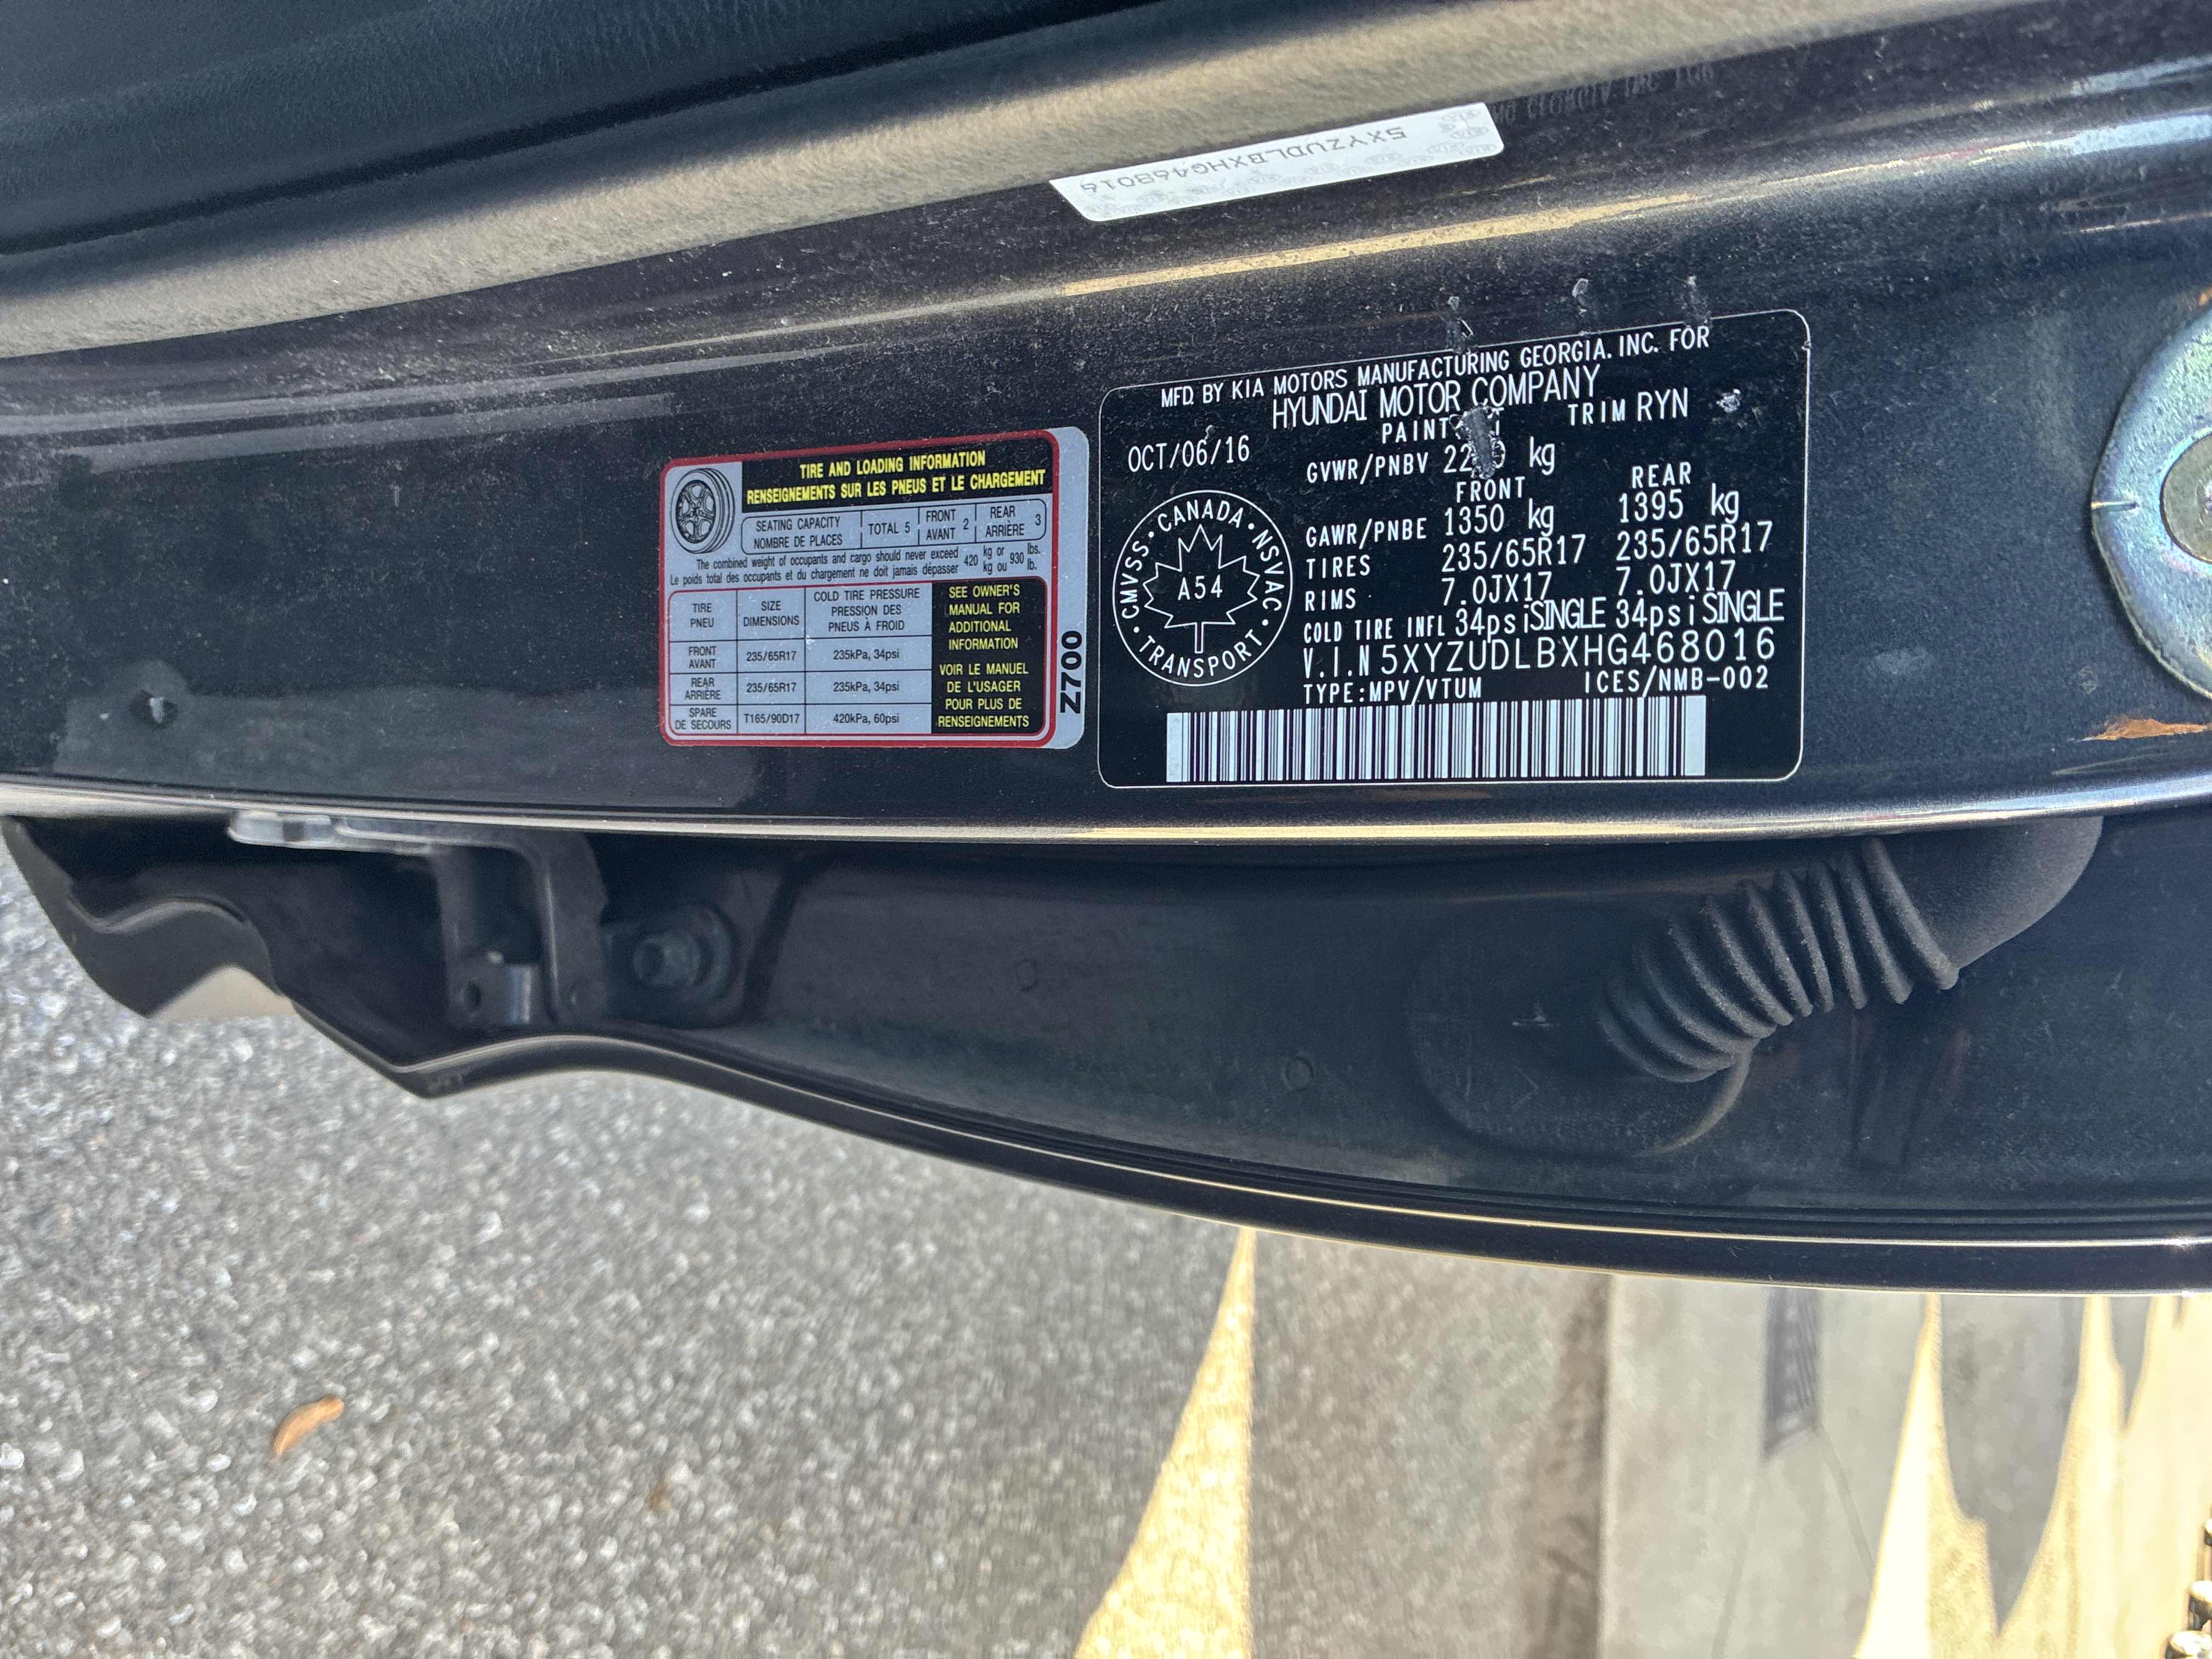 5XYZUDLBXHG468016
TIRE AND LOADING INFORMATION
RENSEIGNEMENTS SUR LES PNEUS ET LE CHARGEMENT
SEATING CAPACITY
NOMBRE DE PLACES
TOTAL 5
FRONT
AVANT 2
REAR
ARRIÈRE 3
The combined weight of occupants and cargo should never exceed 420 kg or 930 lbs.
Le poids total des occupants et du chargement ne doit jamais dépasser 420 kg ou 930 lb.
TIRE
PNEU
SIZE
DIMENSIONS
COLD TIRE PRESSURE
PRESSION DES
PNEUS À FROID
FRONT
AVANT
235/65R17
235kPa, 34psi
REAR
ARRIÈRE
235/65R17
235kPa, 34psi
SPARE
DE SECOURS
T165/90D17
420kPa, 60psi
SEE OWNER'S
MANUAL FOR
ADDITIONAL
INFORMATION
VOIR LE MANUEL
DE L'USAGER
POUR PLUS DE
RENSEIGNEMENTS
Z700
MFD. BY KIA MOTORS MANUFACTURING GEORGIA. INC. FOR
HYUNDAI MOTOR COMPANY
PAINT TRIM RYN
OCT/06/16
GVWR/PNBV kg
FRONT REAR
GAWR/PNBE 1350 kg 1395 kg
TIRES 235/65R17 235/65R17
RIMS 7.0JX17 7.0JX17
COLD TIRE INFL 34psi SINGLE 34psi SINGLE
V.I.N 5XYZUDLBXHG468016
TYPE:MPV/VTUM ICES/NMB-002
CMVSS · CANADA · NSVAC · TRANSPORT ·
A54